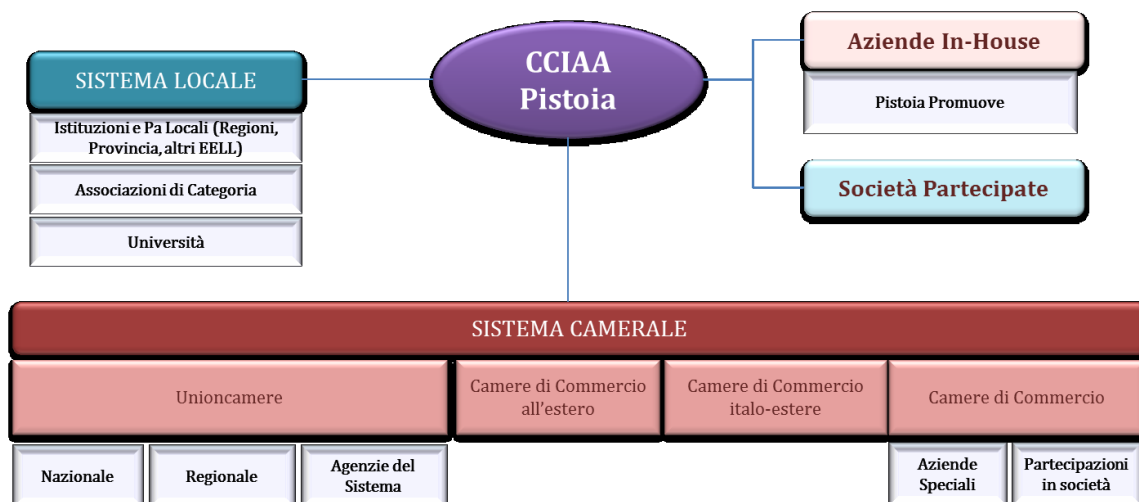 CCIAA
Pistoia
SISTEMA LOCALE
Istituzioni e Pa Locali (Regioni,
Provincia, altri EELL)
Associazioni di Categoria
Università
Aziende In-House
Pistoia Promuove
Società Partecipate
SISTEMA CAMERALE
Unioncamere
Camere di Commercio
all'estero
Camere di Commercio
italo-estere
Camere di Commercio
Nazionale
Regionale
Agenzie del
Sistema
Aziende
Speciali
Partecipazioni
in società